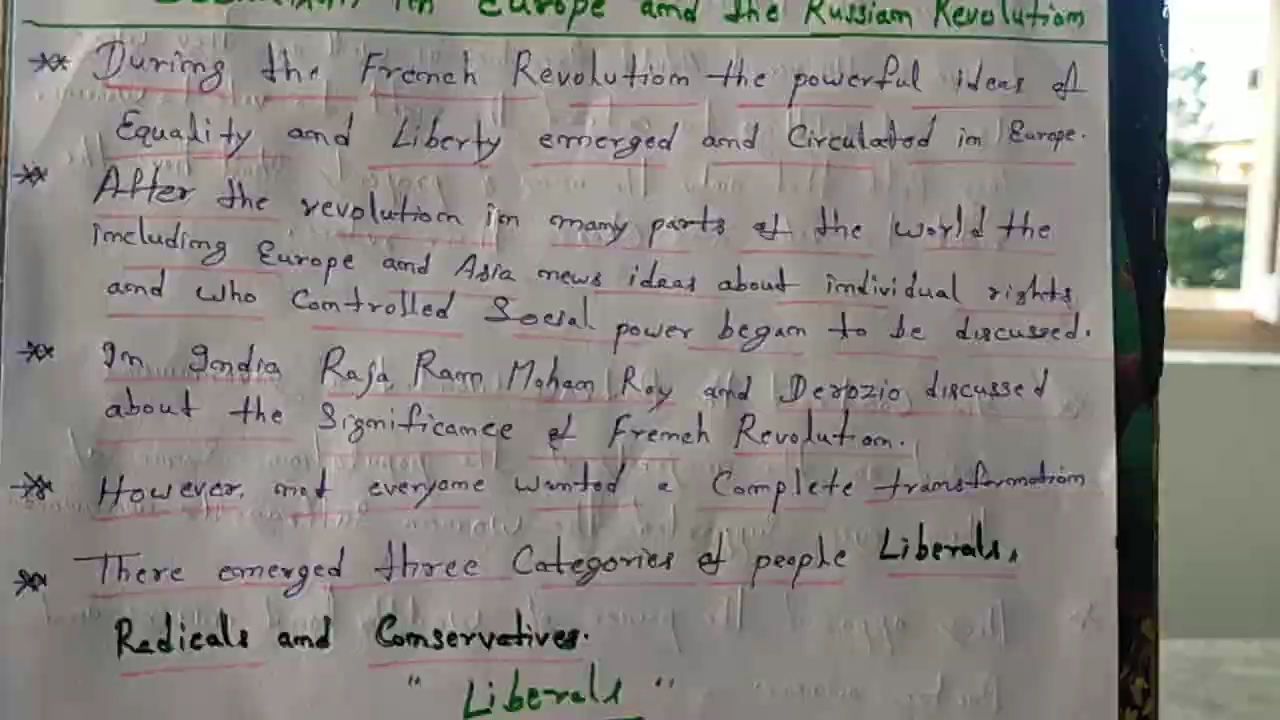 in Europe and the Russian Revolution
During the French Revolution the powerful ideas of
Equality and Liberty emerged and Circulated in Europe.
After the revolution in many parts of the world the
including Europe and Asia news ideas about individual rights
and who Controlled Social power began to be discussed.
In India Raja Ram Moham Roy and Derozio discussed
about the Significance of French Revolution.
However, not everyone wanted a Complete transformation
There emerged three Categories of people Liberals,
Radicals and Conservatives.
" Liberals "